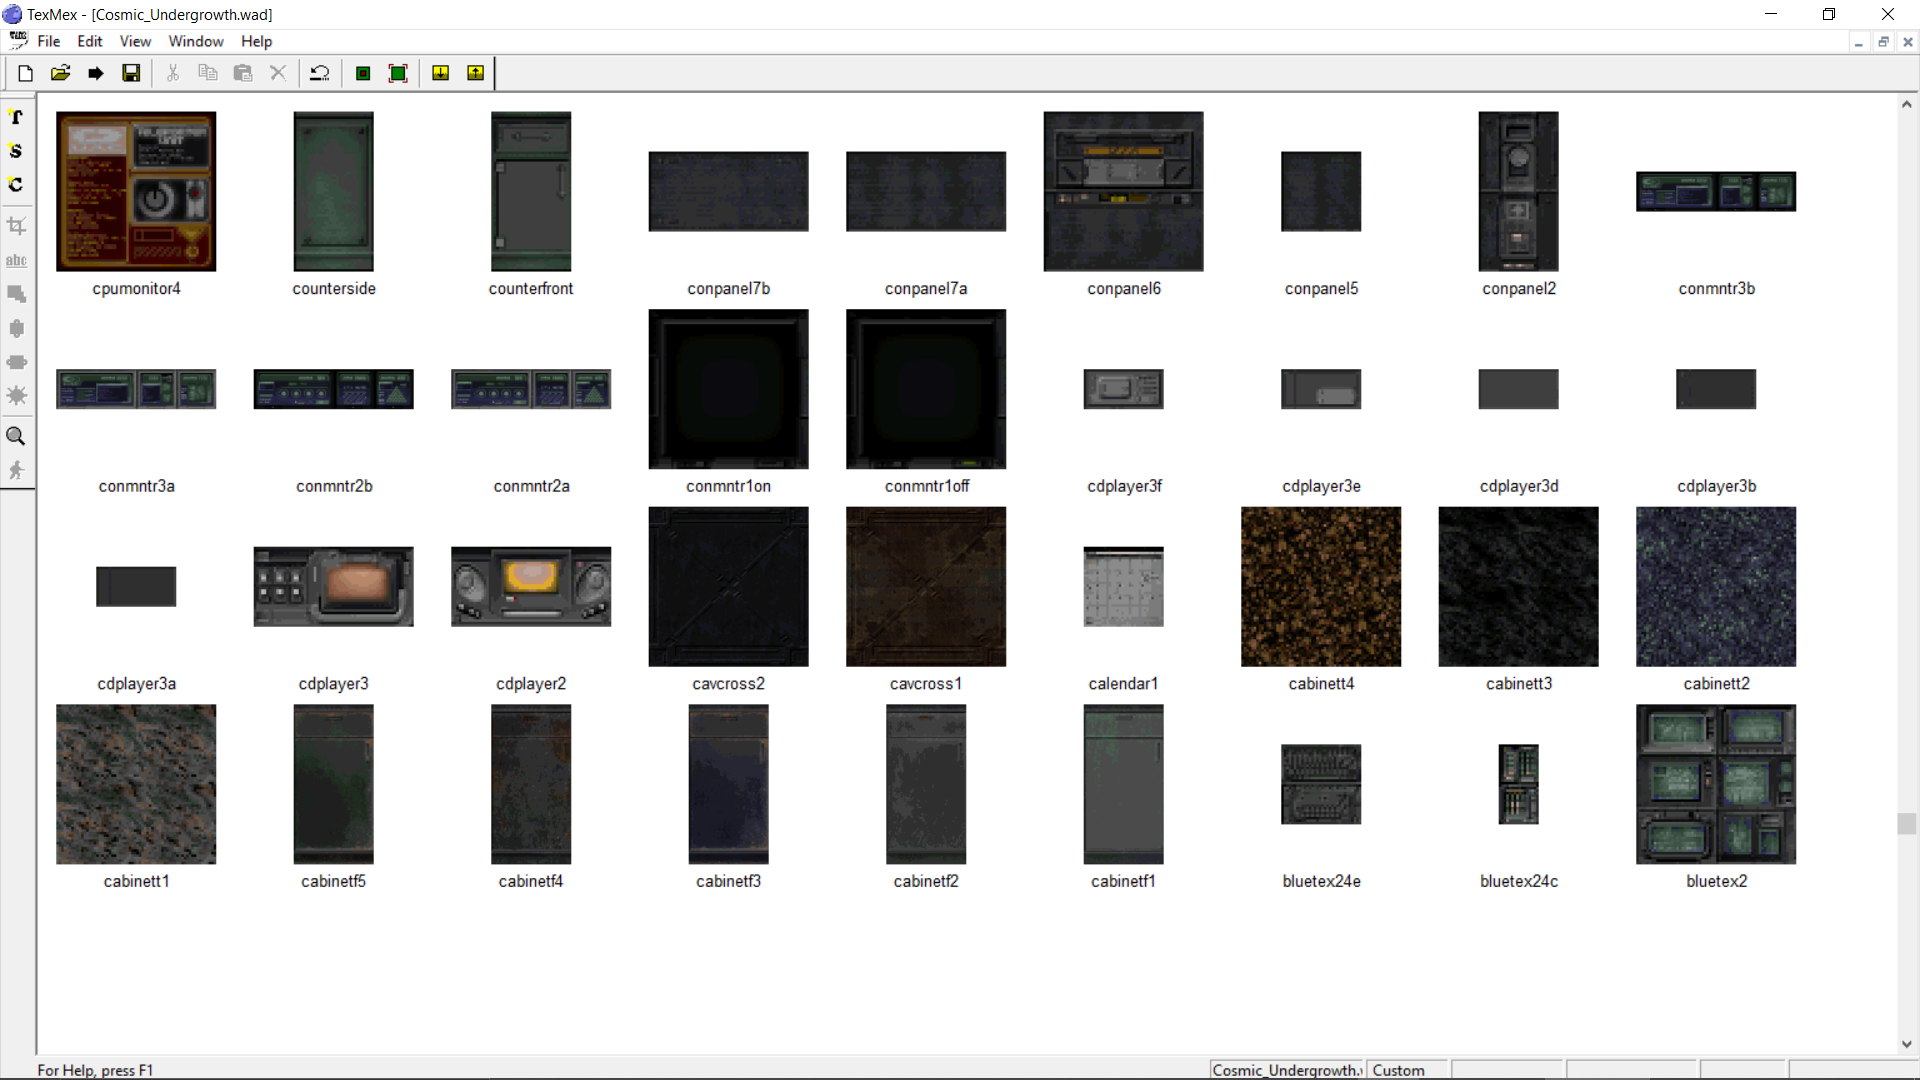 TexMex - [Cosmic_Undergrowth.wad]
File Edit View Window Help
T
S
C
abc
cpumonitor4 counterside counterfront conpanel7b conpanel7a conpanel6 conpanel5 conpanel2 conmntr3b
conmntr3a conmntr2b conmntr2a conmntr1on conmntr1off cdplayer3f cdplayer3e cdplayer3d cdplayer3b
cdplayer3a cdplayer3 cdplayer2 cavcross2 cavcross1 calendar1 cabinett4 cabinett3 cabinett2
cabinett1 cabinetf5 cabinetf4 cabinetf3 cabinetf2 cabinetf1 bluetex24e bluetex24c bluetex2
For Help, press F1 Cosmic_Undergrowth. Custom